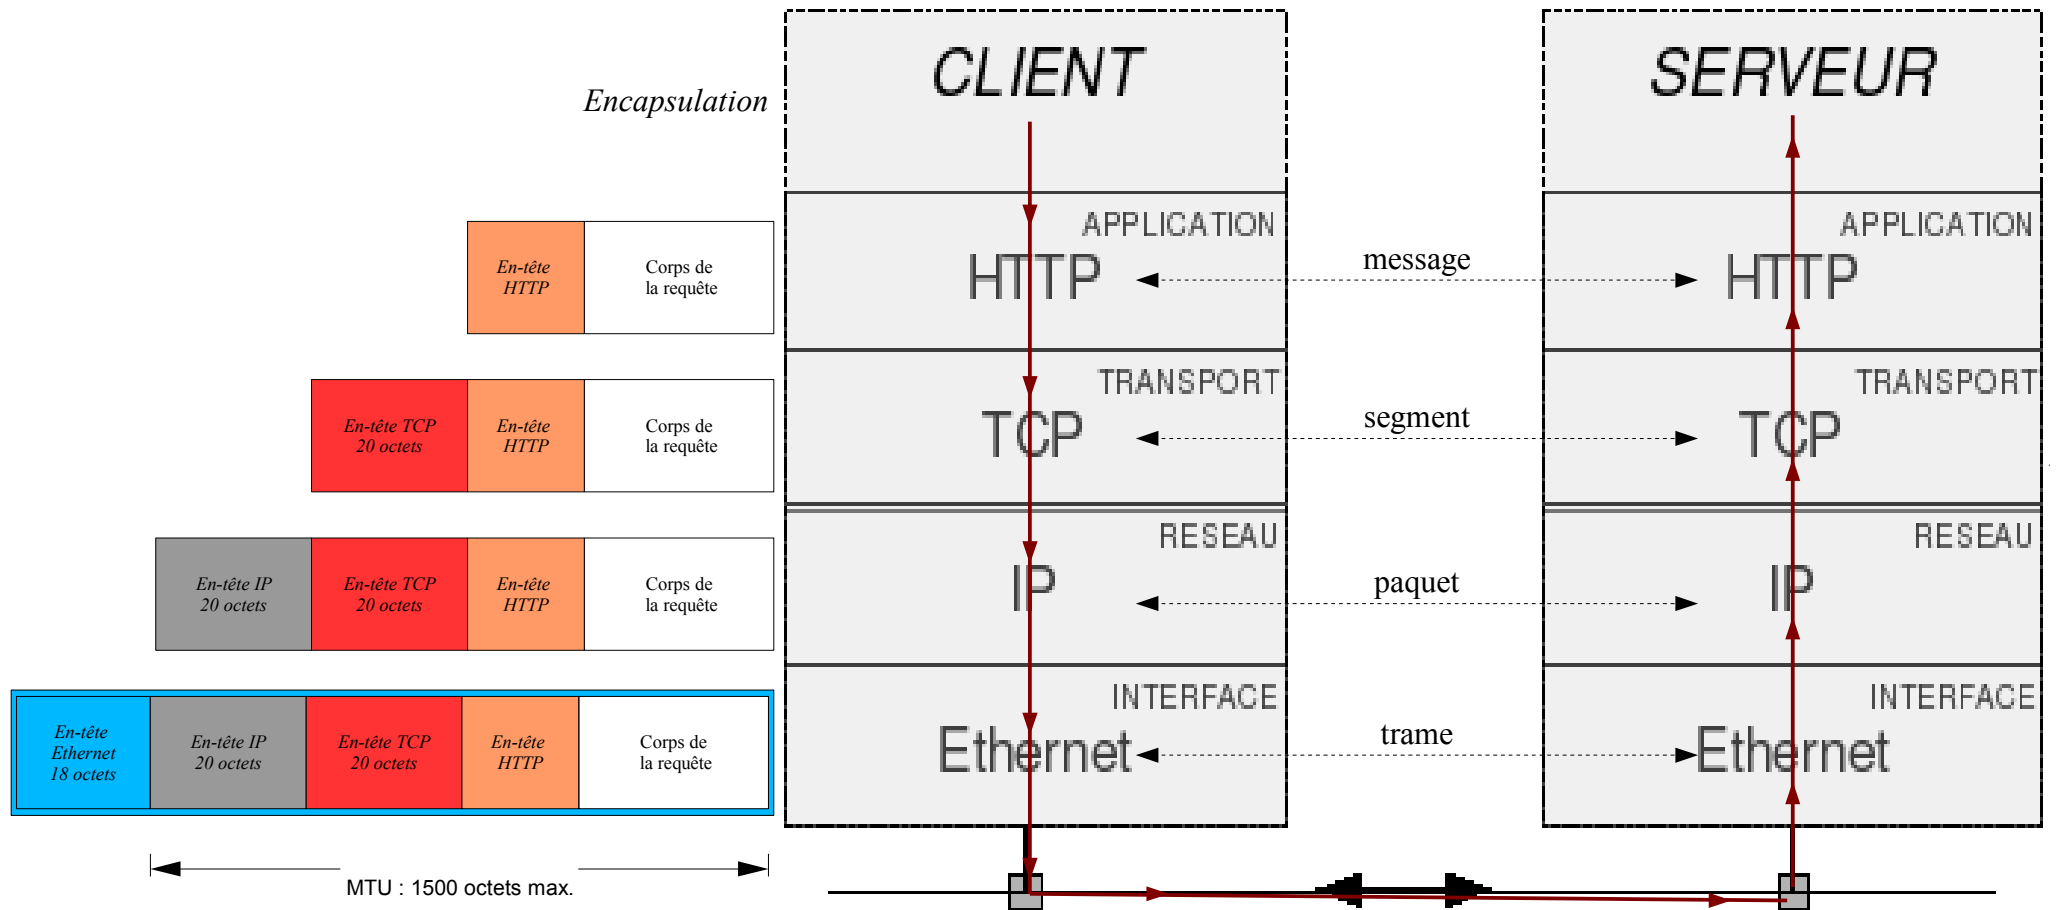 CLIENT
SERVEUR
Encapsulation
APPLICATION
APPLICATION
HTTP
message
HTTP
En-tête
HTTP
Corps de
la requête
TRANSPORT
TRANSPORT
TCP
segment
TCP
En-tête TCP
20 octets
En-tête
HTTP
Corps de
la requête
RESEAU
RESEAU
IP
paquet
IP
En-tête IP
20 octets
En-tête TCP
20 octets
En-tête
HTTP
Corps de
la requête
INTERFACE
INTERFACE
Ethernet
trame
Ethernet
En-tête
Ethernet
18 octets
En-tête IP
20 octets
En-tête TCP
20 octets
En-tête
HTTP
Corps de
la requête
MTU : 1500 octets max.